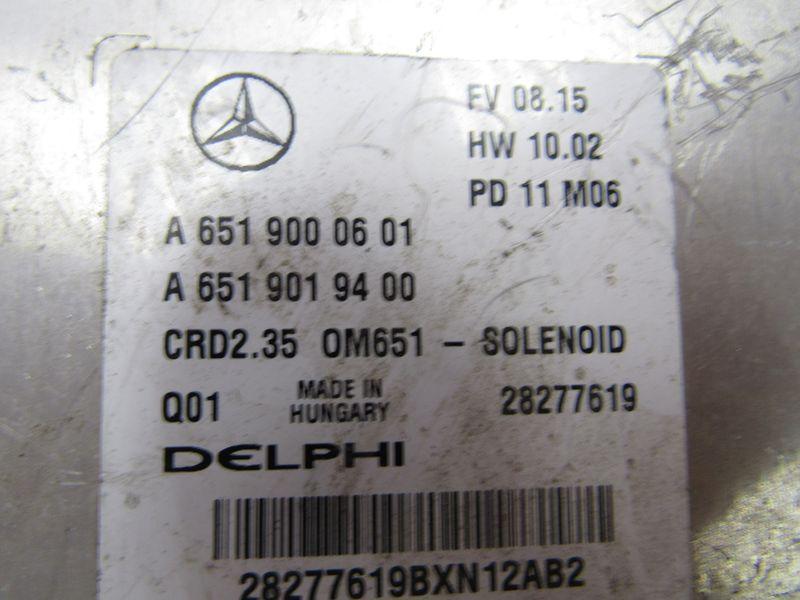 FV 08.15
HW 10.02
PD 11 M06
A 651 900 06 01
A 651 901 94 00
CRD2.35 OM651 – SOLENOID
Q01 MADE IN HUNGARY 28277619
DELPHI
28277619BXN12AB2